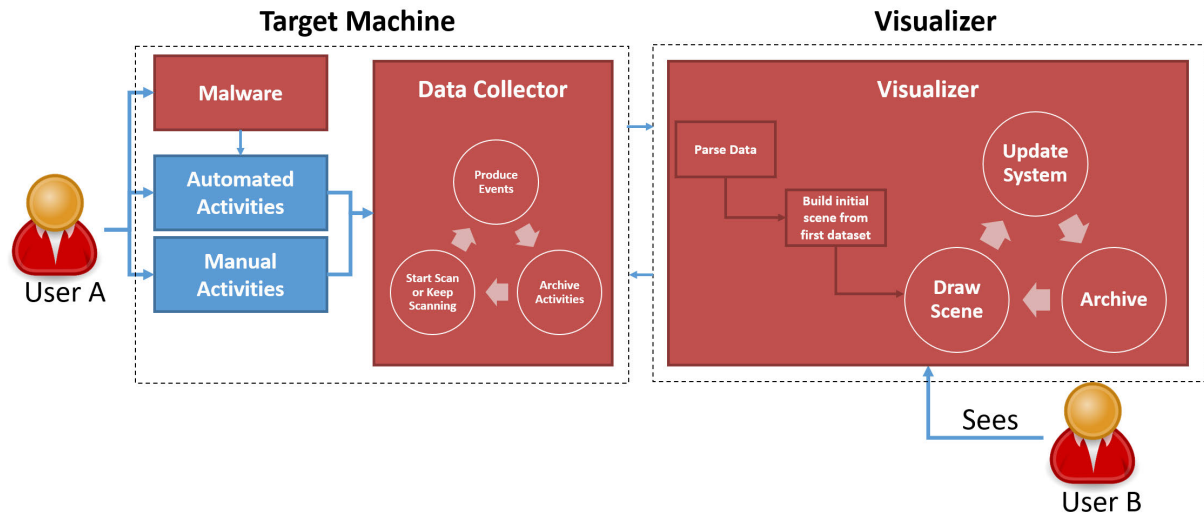 Target Machine
Visualizer
Malware
Automated
Activities
Manual
Activities
User A
Data Collector
Produce
Events
Start Scan
or Keep
Scanning
Archive
Activities
Visualizer
Parse Data
Build initial
scene from
first dataset
Update
System
Draw
Scene
Archive
Sees
User B